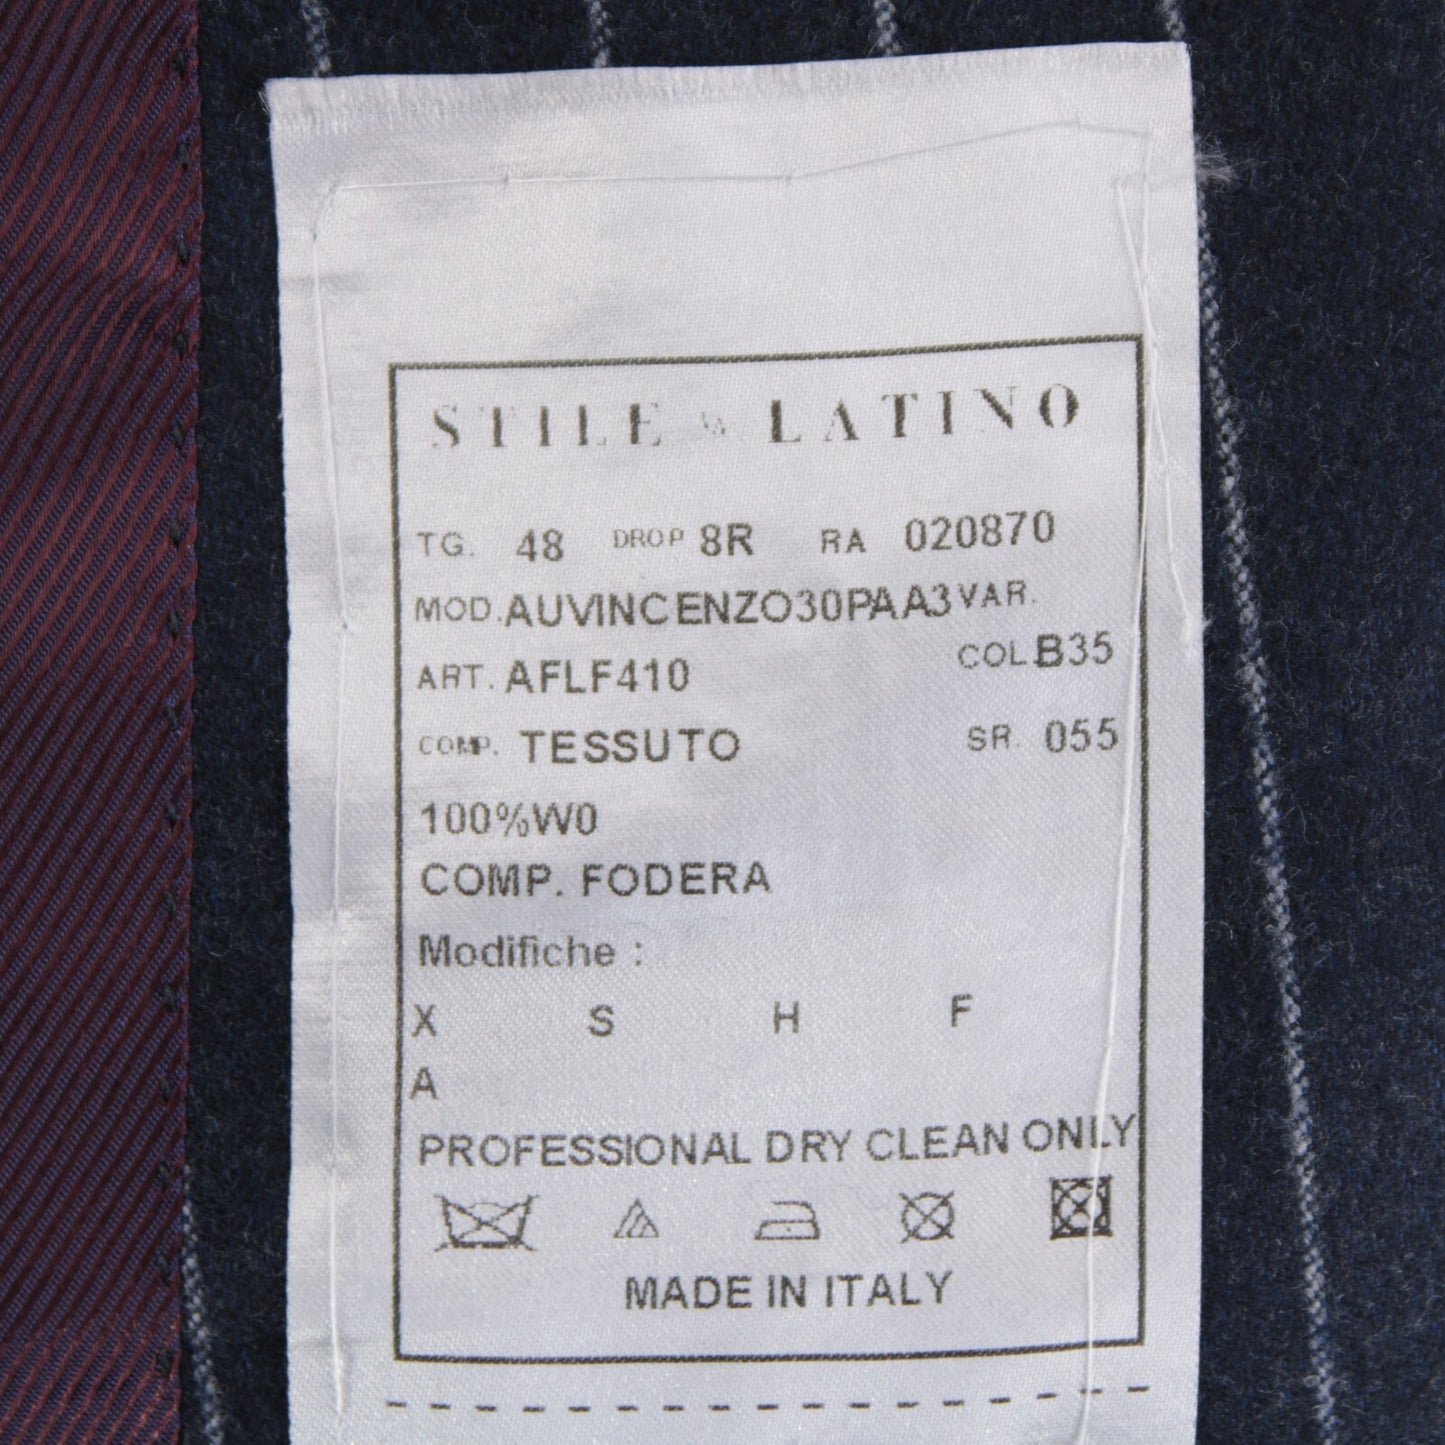 STILE LATINO
TG. 48 DROP 8R RA 020870
MOD. AUVINCENZO30PAA3 VAR.
ART. AFLF410 COL. B35
COMP. TESSUTO SR. 055
100%W0
COMP. FODERA
Modifiche :
X S H F
A
PROFESSIONAL DRY CLEAN ONLY
MADE IN ITALY